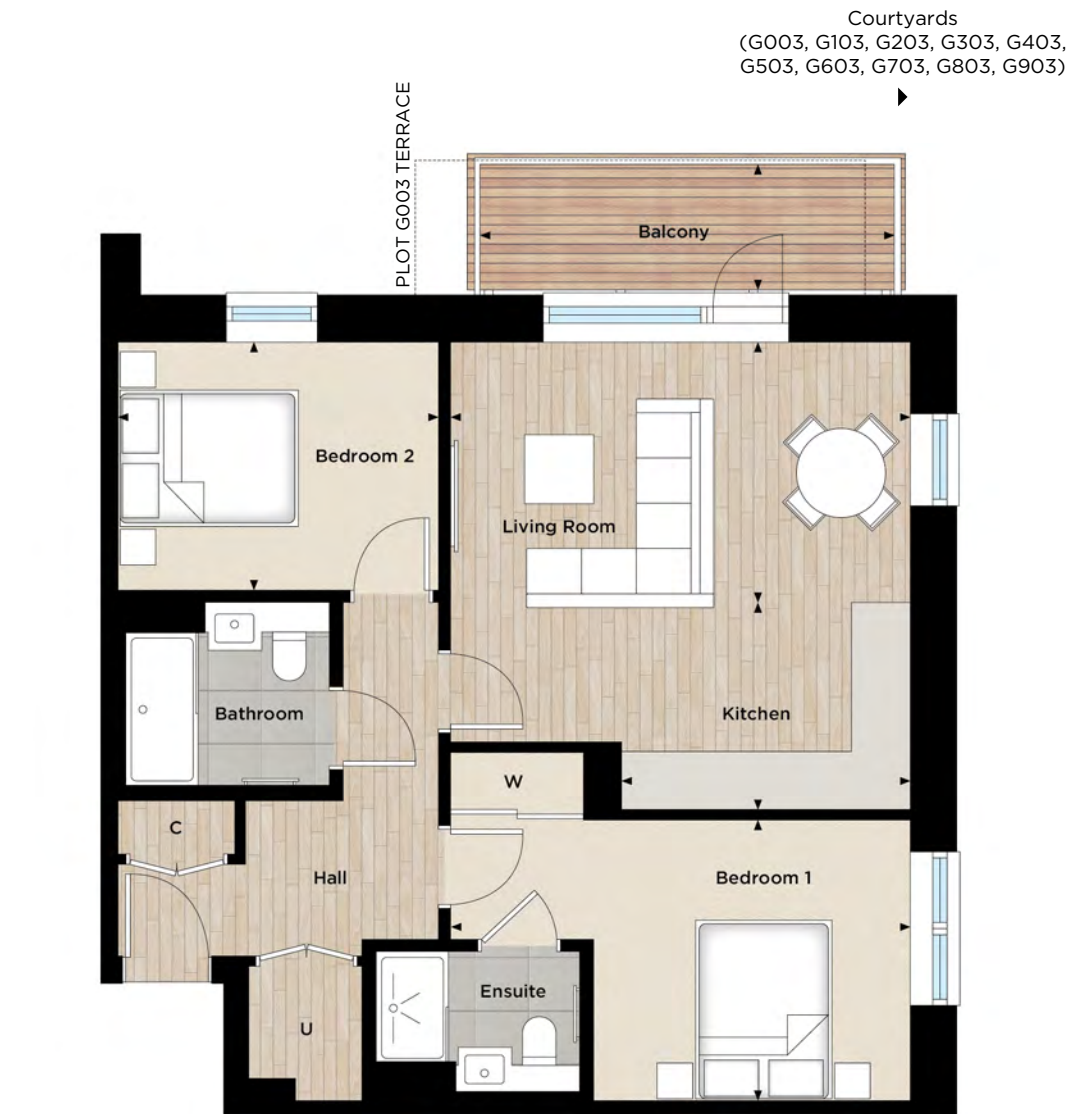 Courtyards
(G003, G103, G203, G303, G403,
G503, G603, G703, G803, G903)
PLOT G003 TERRACE
Balcony
Bedroom 2
Living Room
Bathroom
Kitchen
W
C
Hall
Bedroom 1
Ensuite
U